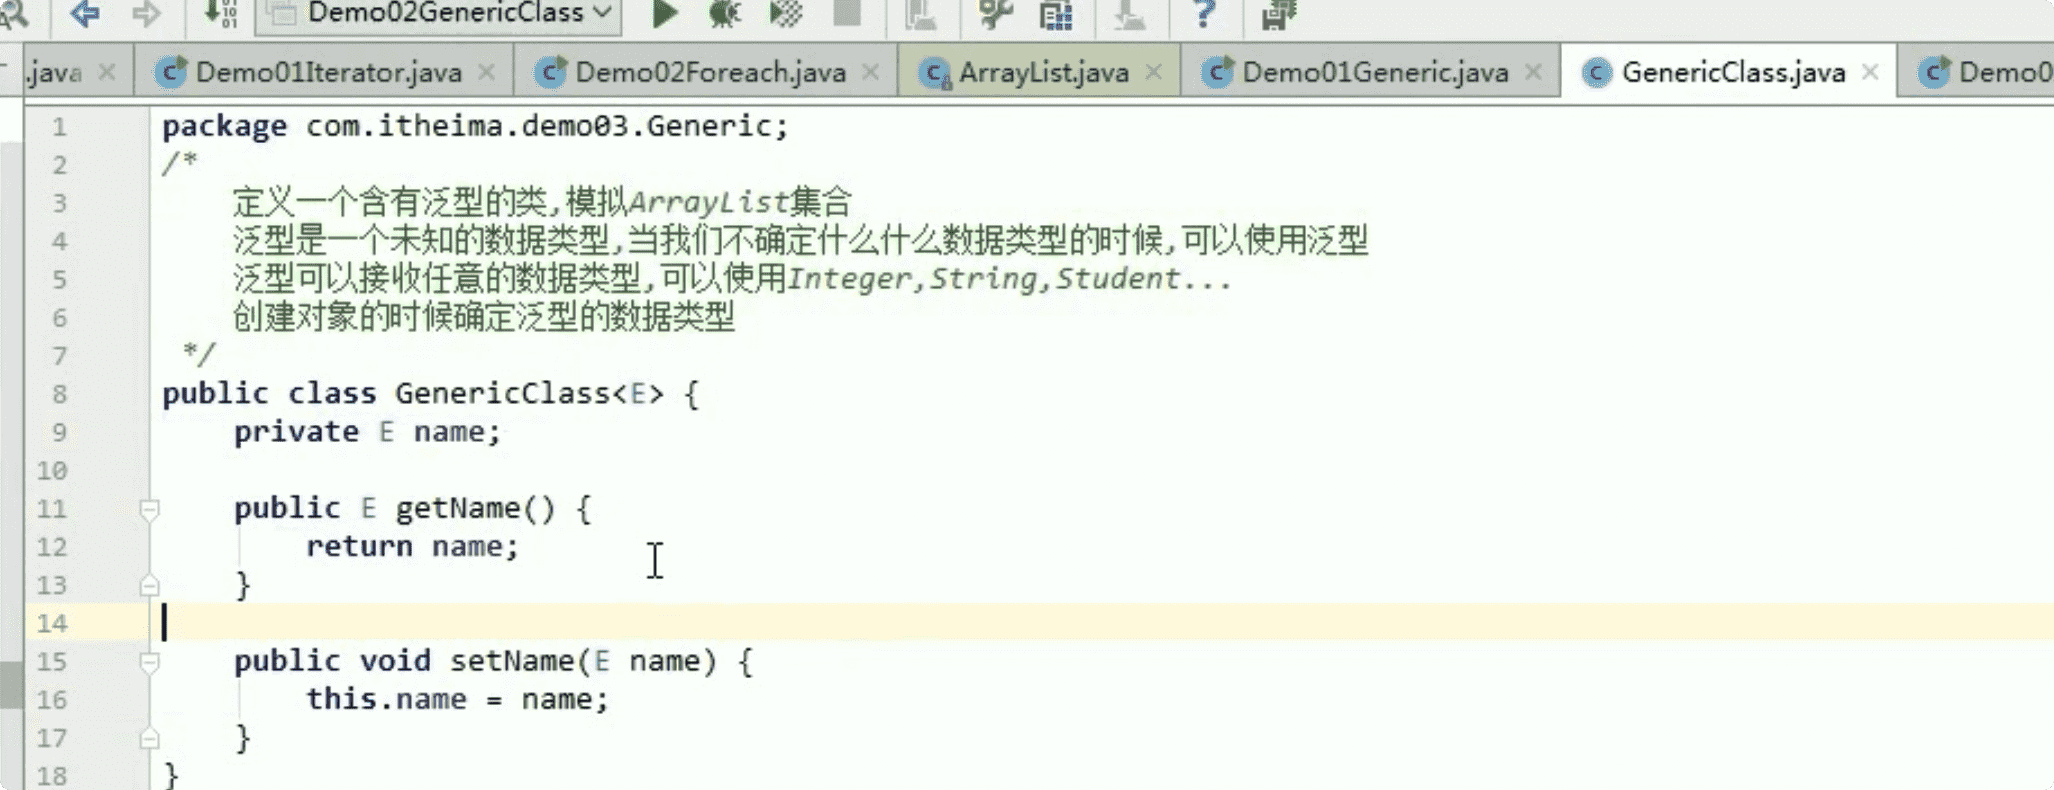 Demo02GenericClass
.java
Demo01Iterator.java
Demo02Foreach.java
ArrayList.java
Demo01Generic.java
GenericClass.java
Demo0
1 package com.itheima.demo03.Generic;
2 /*
3 定义一个含有泛型的类,模拟ArrayList集合
4 泛型是一个未知的数据类型,当我们不确定什么什么数据类型的时候,可以使用泛型
5 泛型可以接收任意的数据类型,可以使用Integer,String,Student...
6 创建对象的时候确定泛型的数据类型
7 */
8 public class GenericClass<E> {
9 private E name;
10
11 public E getName() {
12 return name;
13 }
14
15 public void setName(E name) {
16 this.name = name;
17 }
18 }